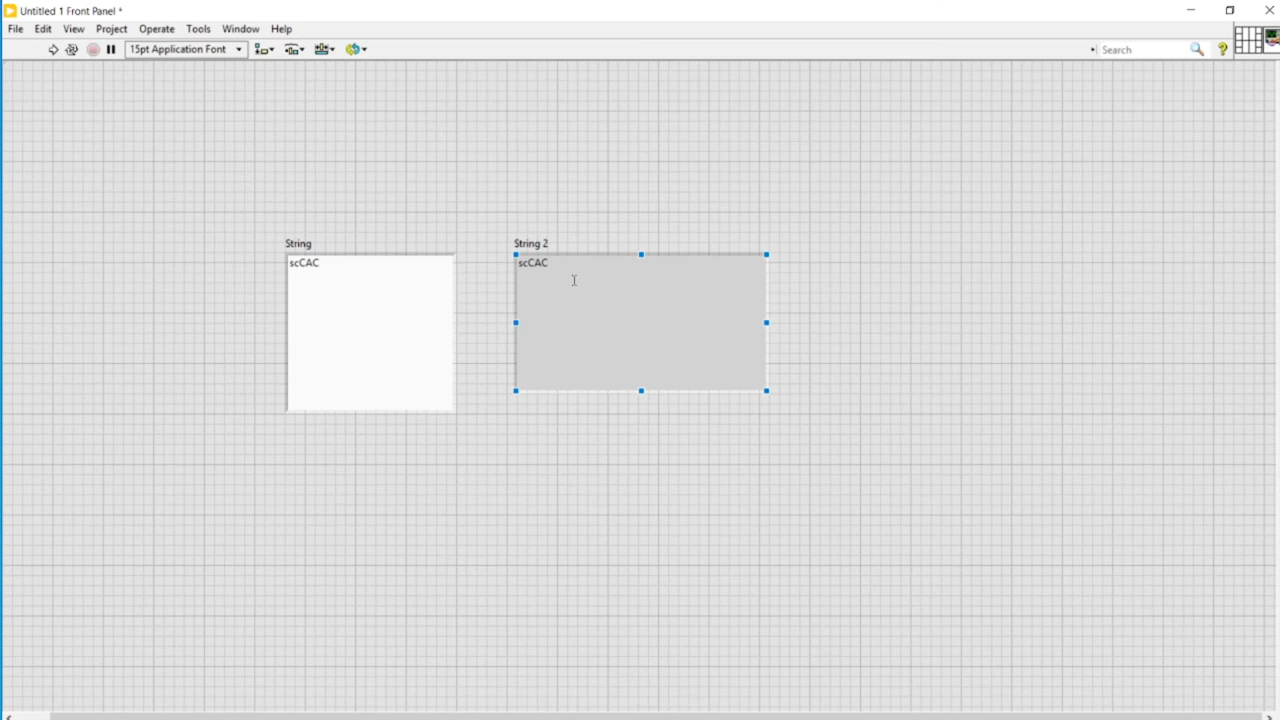 Untitled 1 Front Panel *
File Edit View Project Operate Tools Window Help
15pt Application Font Search ?
String String 2
scCAC scCAC